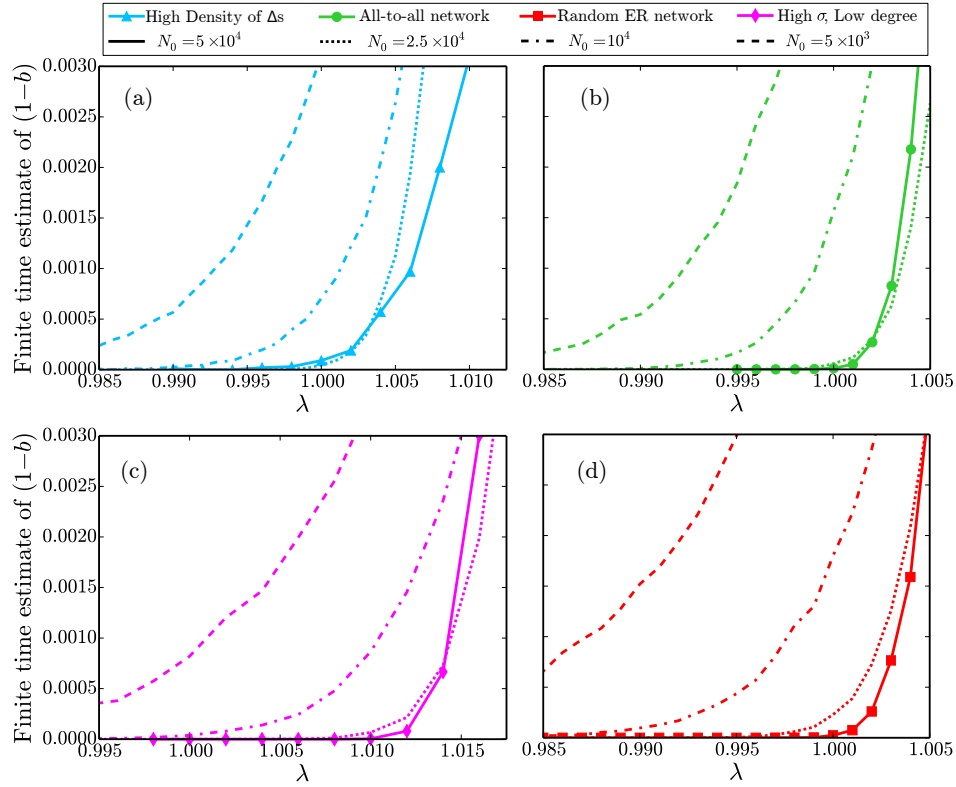 High Density of Δs All-to-all network Random ER network High σ, Low degree
N₀ = 5×10⁴ N₀ = 2.5×10⁴ N₀ = 10⁴ N₀ = 5×10³
Finite time estimate of (1−b)
0.0030
0.0025
0.0020
0.0015
0.0010
0.0005
0.0000
(a)
0.985 0.990 0.995 1.000 1.005 1.010
λ
(b)
0.985 0.990 0.995 1.000 1.005
λ
Finite time estimate of (1−b)
0.0030
0.0025
0.0020
0.0015
0.0010
0.0005
0.0000
(c)
0.995 1.000 1.005 1.010 1.015
λ
(d)
0.985 0.990 0.995 1.000 1.005
λ